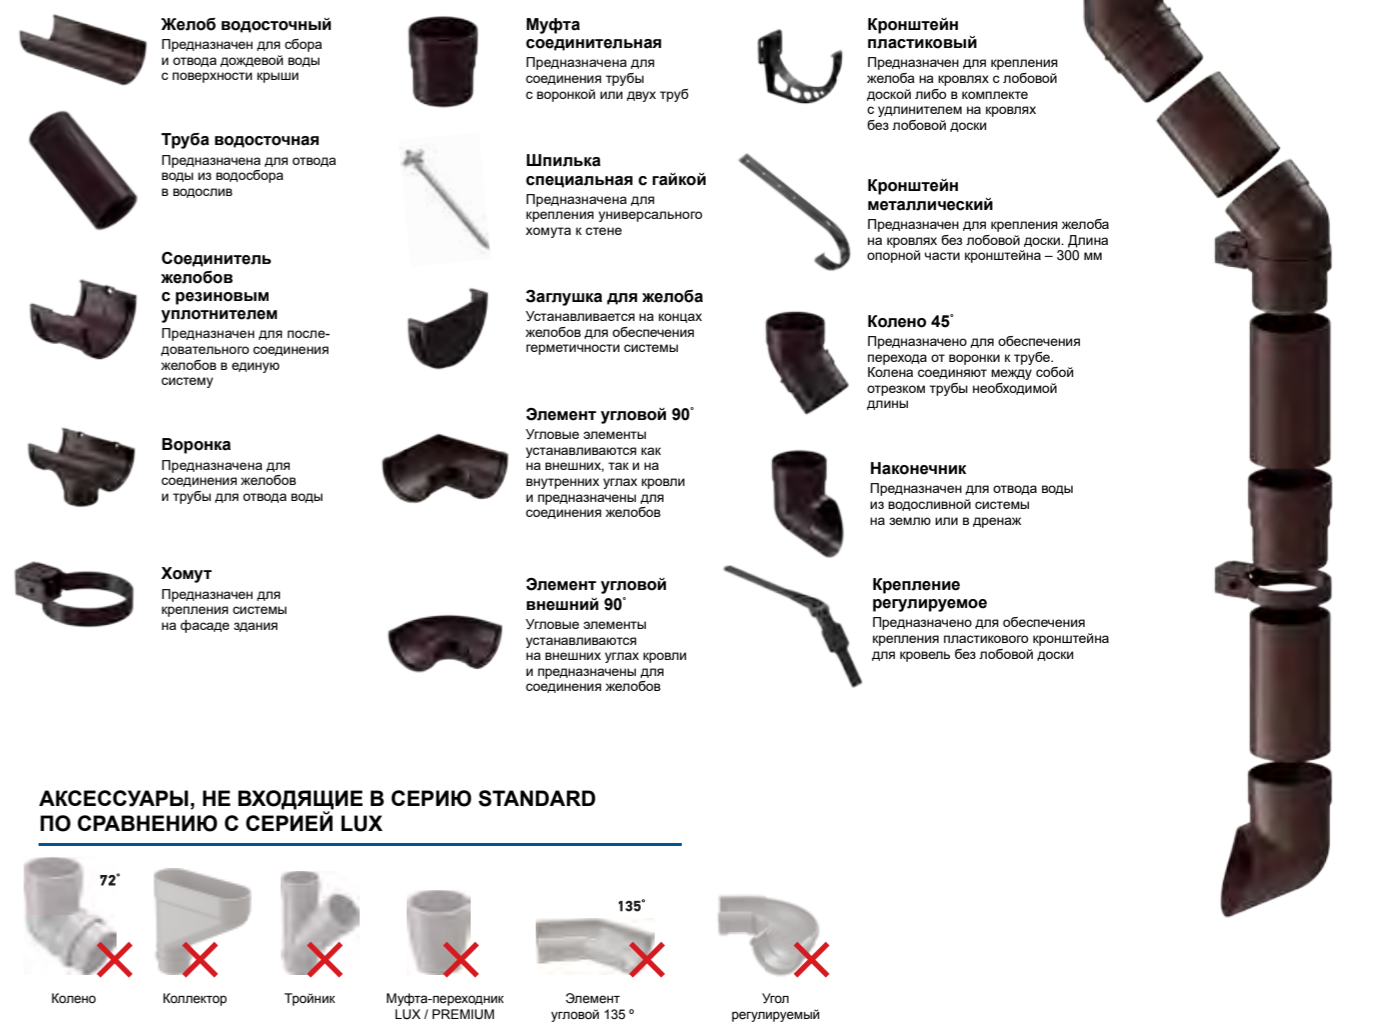 Желоб водосточный
Предназначен для сбора
и отвода дождевой воды
с поверхности крыши
Труба водосточная
Предназначена для отвода
воды из водосбора
в водослив
Соединитель
желобов
с резиновым
уплотнителем
Предназначен для после-
довательного соединения
желобов в единую
систему
Воронка
Предназначена для
соединения желобов
и трубы для отвода воды
Хомут
Предназначен для
крепления системы
на фасаде здания
Муфта
соединительная
Предназначена для
соединения трубы
с воронкой или двух труб
Шпилька
специальная с гайкой
Предназначена для
крепления универсального
хомута к стене
Заглушка для желоба
Устанавливается на концах
желобов для обеспечения
герметичности системы
Элемент угловой 90°
Угловые элементы
устанавливаются как
на внешних, так и на
внутренних углах кровли
и предназначены для
соединения желобов
Элемент угловой
внешний 90°
Угловые элементы
устанавливаются
на внешних углах кровли
и предназначены для
соединения желобов
Кронштейн
пластиковый
Предназначен для крепления
желоба на кровлях с лобовой
доской либо в комплекте
с удлинителем на кровлях
без лобовой доски
Кронштейн
металлический
Предназначен для крепления желоба
на кровлях без лобовой доски. Длина
опорной части кронштейна – 300 мм
Колено 45°
Предназначено для обеспечения
перехода от воронки к трубе.
Колена соединяют между собой
отрезком трубы необходимой
длины
Наконечник
Предназначен для отвода воды
из водосливной системы
на землю или в дренаж
Крепление
регулируемое
Предназначено для обеспечения
крепления пластикового кронштейна
для кровель без лобовой доски
АКСЕССУАРЫ, НЕ ВХОДЯЩИЕ В СЕРИЮ STANDARD
ПО СРАВНЕНИЮ С СЕРИЕЙ LUX
72°
Колено
Коллектор
Тройник
Муфта-переходник
LUX / PREMIUM
135°
Элемент
угловой 135 º
Угол
регулируемый